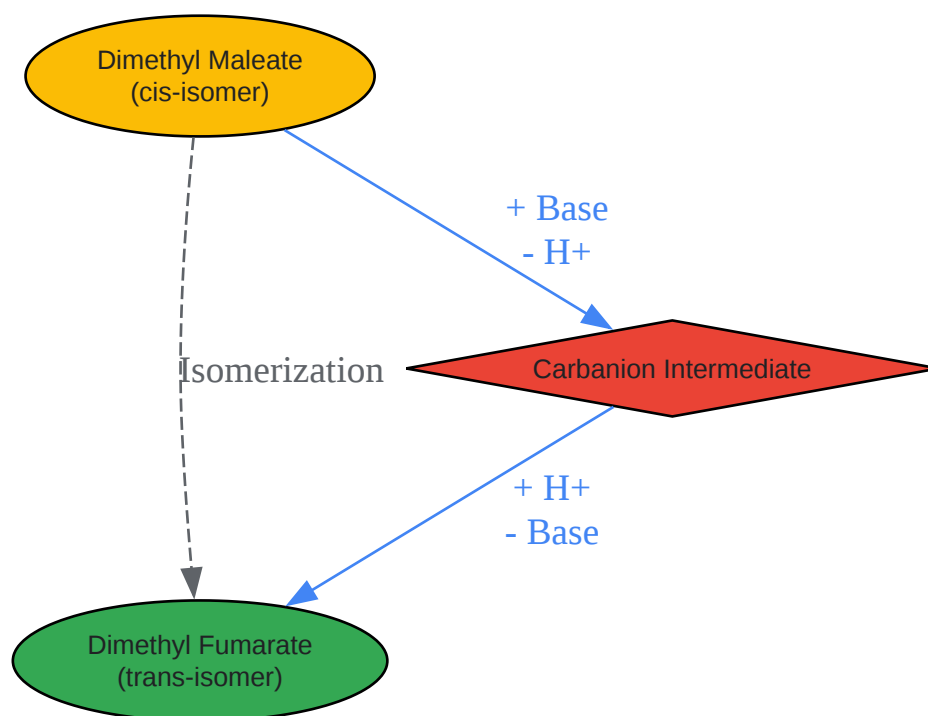 Dimethyl Maleate
(cis-isomer)
+ Base
- H+
Isomerization
Carbanion Intermediate
+ H+
- Base
Dimethyl Fumarate
(trans-isomer)